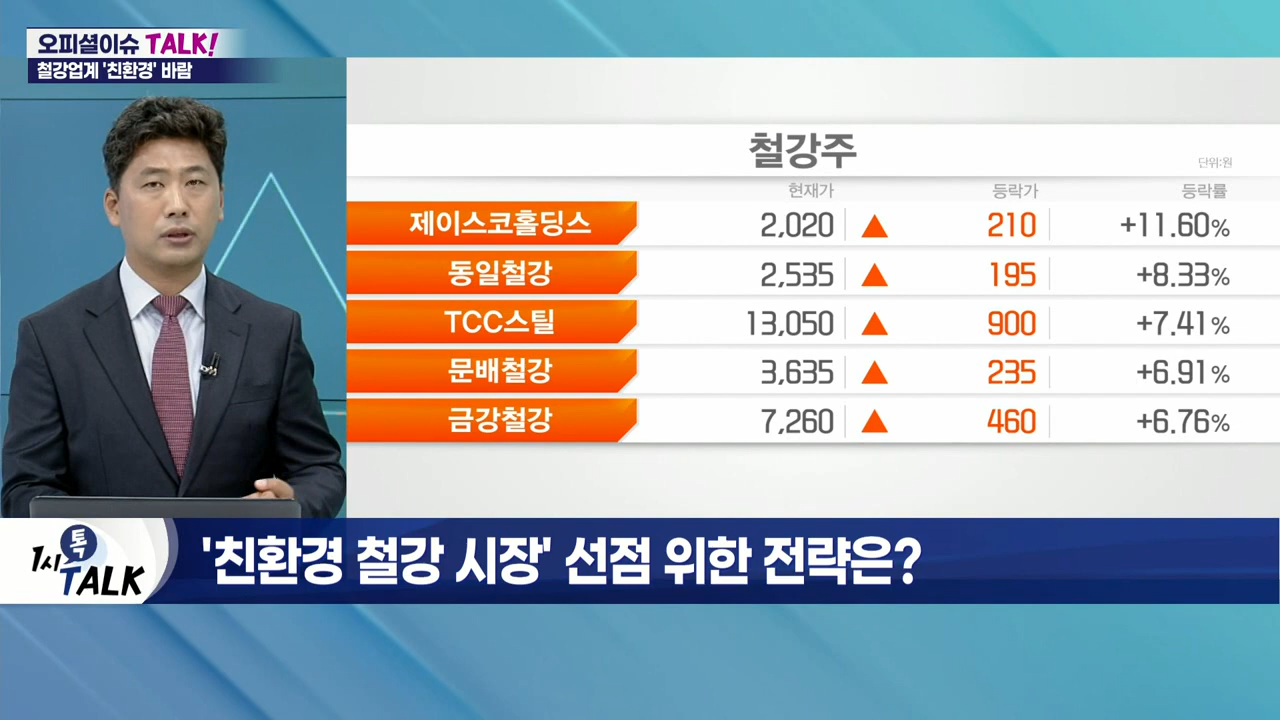 오피셜이슈 TALK!
철강업계 '친환경' 바람
철강주
단위:원
현재가 등락가 등락률
제이스코홀딩스 2,020 ▲ 210 +11.60%
동일철강 2,535 ▲ 195 +8.33%
TCC스틸 13,050 ▲ 900 +7.41%
문배철강 3,635 ▲ 235 +6.91%
금강철강 7,260 ▲ 460 +6.76%
1시 톡 TALK
'친환경 철강 시장' 선점 위한 전략은?